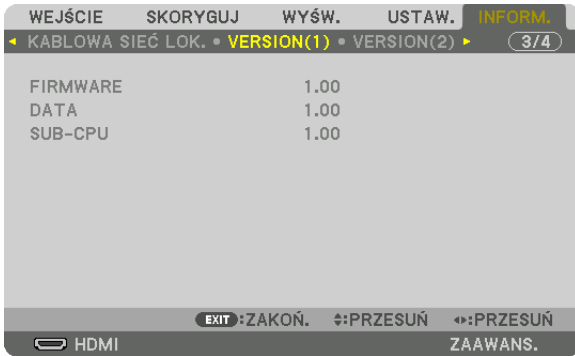 WEJŚCIE SKORYGUJ WYŚW. USTAW. INFORM.
KABLOWA SIEĆ LOK. • VERSION(1) • VERSION(2) 3/4
FIRMWARE 1.00
DATA 1.00
SUB-CPU 1.00
EXIT :ZAKOŃ. :PRZESUŃ :PRZESUŃ
HDMI ZAAWANS.